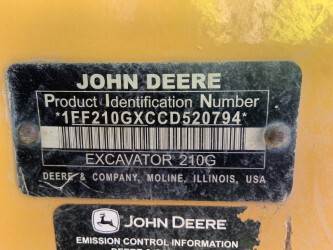 JOHN DEERE
Product Identification Number
*1FF210GXCCD520794*
EXCAVATOR 210G
DEERE & COMPANY, MOLINE, ILLINOIS, USA
JOHN DEERE
EMISSION CONTROL INFORMATION